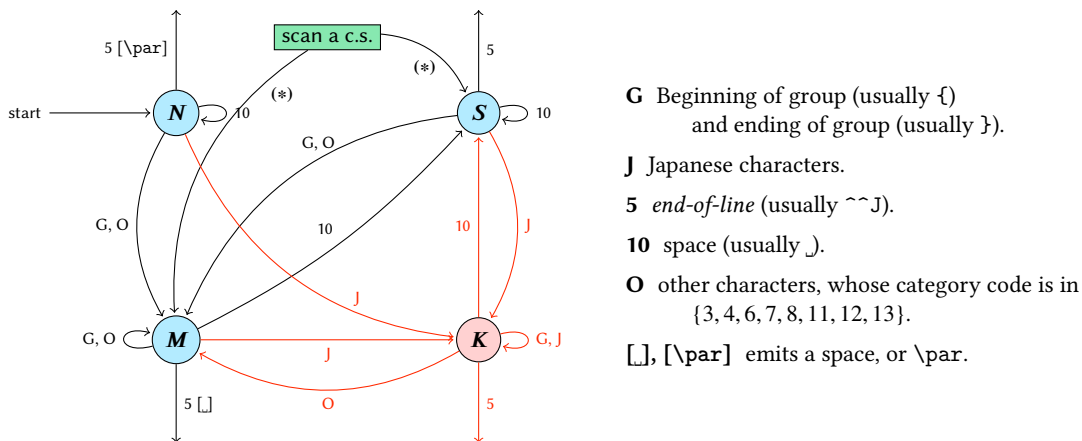 scan a c.s.
5 [\par]
5
(∗)
(∗)
start
N
10
S
10
G, O
G, O
J
10
10
J
J
G, O
M
J
K
G, J
O
5 [␣]
5
G Beginning of group (usually {)
and ending of group (usually }).
J Japanese characters.
5 end-of-line (usually ^^J).
10 space (usually ␣).
O other characters, whose category code is in
{3, 4, 6, 7, 8, 11, 12, 13}.
[␣], [\par] emits a space, or \par.